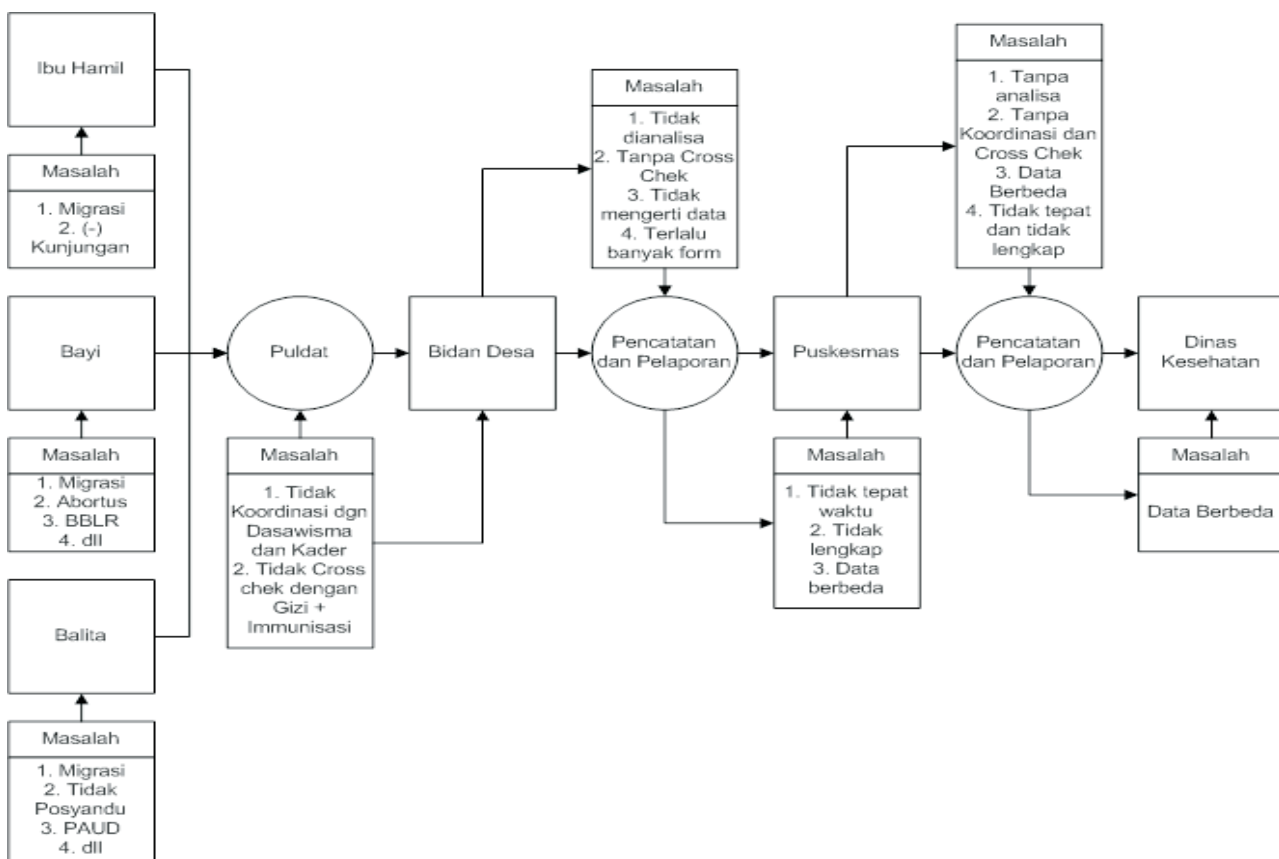 Ibu Hamil
Masalah
1. Migrasi
2. (-)
Kunjungan
Bayi
Masalah
1. Migrasi
2. Abortus
3. BBLR
4. dll
Balita
Masalah
1. Migrasi
2. Tidak
Posyandu
3. PAUD
4. dll
Puldat
Masalah
1. Tidak
Koordinasi dgn
Dasawisma
dan Kader
2. Tidak Cross
chek dengan
Gizi +
Immunisasi
Bidan Desa
Masalah
1. Tidak
dianalisa
2. Tanpa Cross
Chek
3. Tidak
mengerti data
4. Terlalu
banyak form
Pencatatan
dan Pelaporan
Puskesmas
Masalah
1. Tidak tepat
waktu
2. Tidak
lengkap
3. Data
berbeda
Masalah
1. Tanpa
analisa
2. Tanpa
Koordinasi dan
Cross Chek
3. Data
Berbeda
4. Tidak tepat
dan tidak
lengkap
Pencatatan
dan Pelaporan
Dinas
Kesehatan
Masalah
Data Berbeda